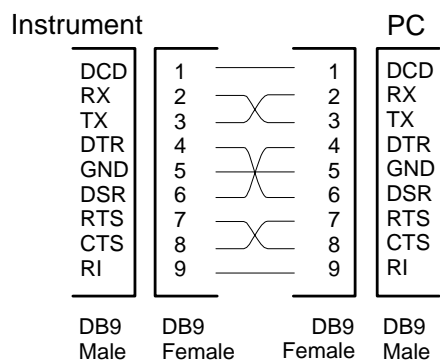 Instrument PC
DCD 1 1 DCD
RX 2 2 RX
TX 3 3 TX
DTR 4 4 DTR
GND 5 5 GND
DSR 6 6 DSR
RTS 7 7 RTS
CTS 8 8 CTS
RI 9 9 RI
DB9 DB9 DB9 DB9
Male Female Female Male